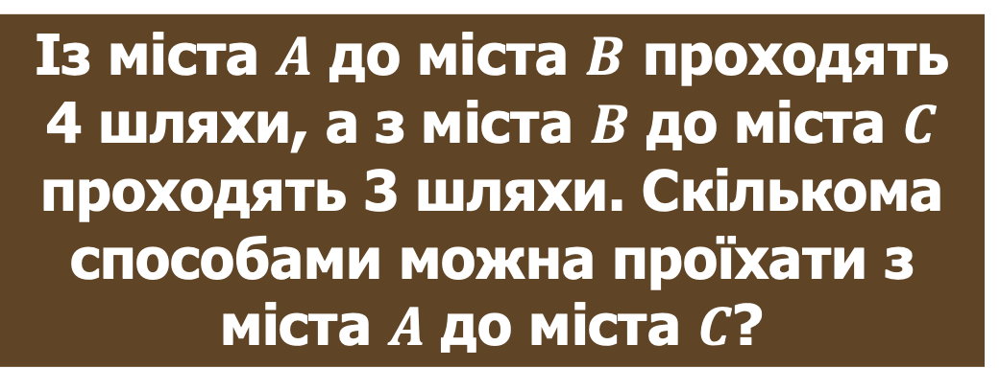 Із міста A до міста B проходять
4 шляхи, а з міста B до міста C
проходять 3 шляхи. Скількома
способами можна проїхати з
міста A до міста C?